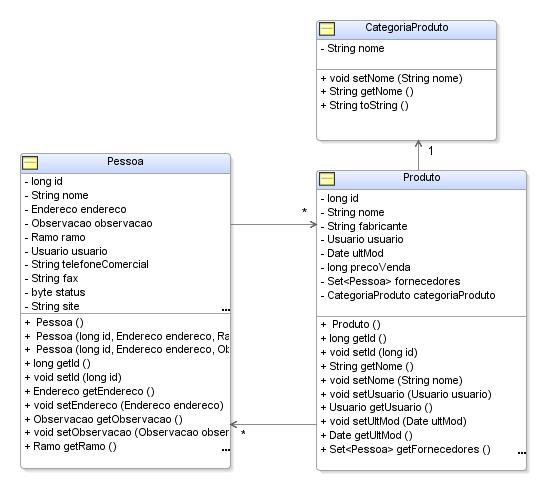 CategoriaProduto
- String nome
+ void setNome (String nome)
+ String getNome ()
+ String toString ()
1
Pessoa
- long id
- String nome
- Endereco endereco
- Observacao observacao
- Ramo ramo
- Usuario usuario
- String telefoneComercial
- String fax
- byte status
- String site
...
+ Pessoa ()
+ Pessoa (long id, Endereco endereco, Ra
+ Pessoa (long id, Endereco endereco, Ob
+ long getId ()
+ void setId (long id)
+ Endereco getEndereco ()
+ void setEndereco (Endereco endereco)
+ Observacao getObservacao ()
+ void setObservacao (Observacao obser
+ Ramo getRamo ()
...
*
*
Produto
- long id
- String nome
- String fabricante
- Usuario usuario
- Date ultMod
- long precoVenda
- Set<Pessoa> fornecedores
- CategoriaProduto categoriaProduto
+ Produto ()
+ long getId ()
+ void setId (long id)
+ String getNome ()
+ void setNome (String nome)
+ void setUsuario (Usuario usuario)
+ Usuario getUsuario ()
+ void setUltMod (Date ultMod)
+ Date getUltMod ()
+ Set<Pessoa> getFornecedores ()
...